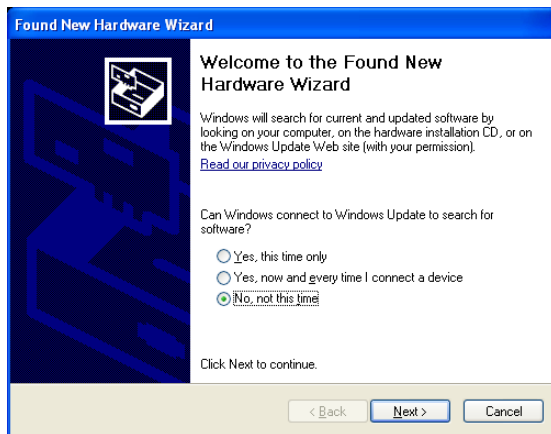 Found New Hardware Wizard
Welcome to the Found New
Hardware Wizard
Windows will search for current and updated software by
looking on your computer, on the hardware installation CD, or on
the Windows Update Web site (with your permission).
Read our privacy policy
Can Windows connect to Windows Update to search for
software?
Yes, this time only
Yes, now and every time I connect a device
No, not this time
Click Next to continue.
< Back
Next >
Cancel